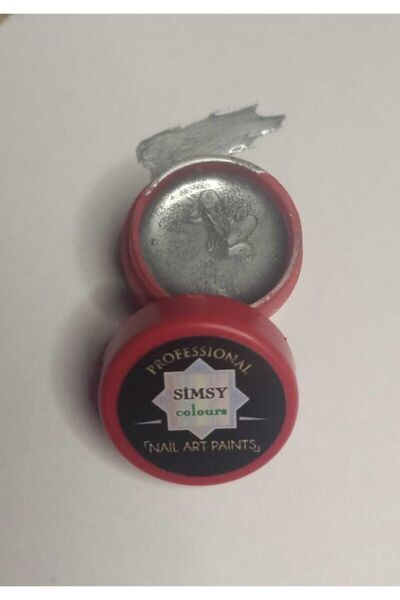 PROFESSIONAL
SİMSY
colours
NAIL ART PAINTS